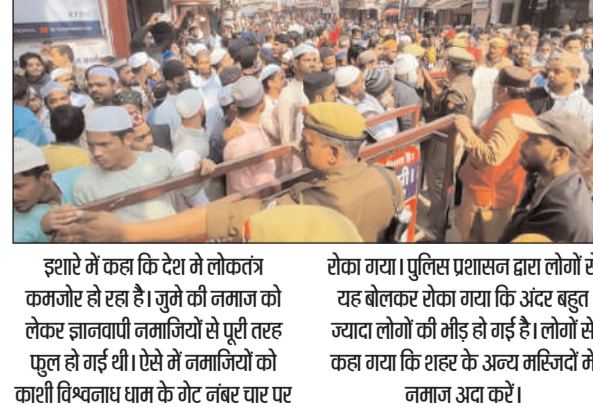 इशारे में कहा कि देश मे लोकतंत्र
कमजोर हो रहा है। जुमे की नमाज को
लेकर ज्ञानवापी नमाजियों से पूरी तरह
फुल हो गई थी। ऐसे में नमाजियों को
काशी विश्वनाथ धाम के गेट नंबर चार पर
रोका गया। पुलिस प्रशासन द्वारा लोगों से
यह बोलकर रोका गया कि अंदर बहुत
ज्यादा लोगों की भीड़ हो गई है। लोगों से
कहा गया कि शहर के अन्य मस्जिदों में
नमाज अदा करें।